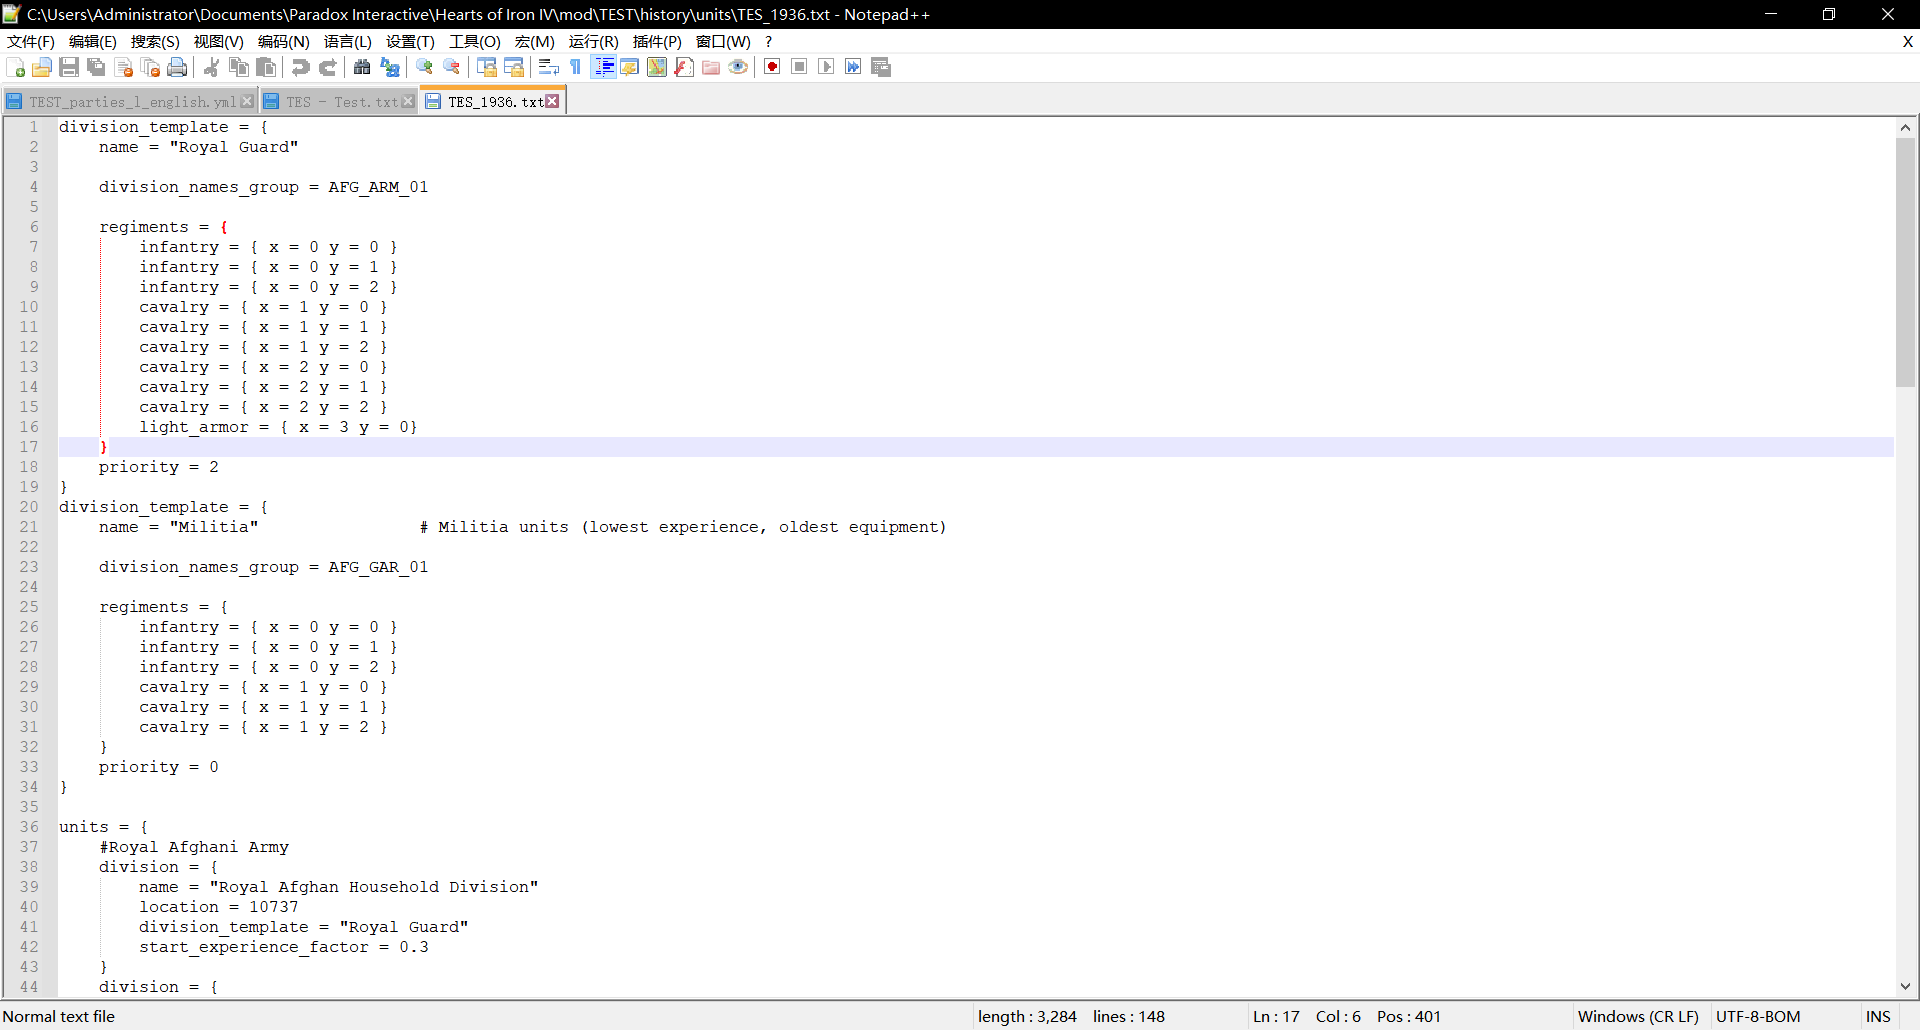 C:\Users\Administrator\Documents\Paradox Interactive\Hearts of Iron IV\mod\TEST\history\units\TES_1936.txt - Notepad++
文件(F) 编辑(E) 搜索(S) 视图(V) 编码(N) 语言(L) 设置(T) 工具(O) 宏(M) 运行(R) 插件(P) 窗口(W) ? X
TEST_parties_l_english.yml TES - Test.txt TES_1936.txt
1 division_template = {
2 name = "Royal Guard"
3
4 division_names_group = AFG_ARM_01
5
6 regiments = {
7 infantry = { x = 0 y = 0 }
8 infantry = { x = 0 y = 1 }
9 infantry = { x = 0 y = 2 }
10 cavalry = { x = 1 y = 0 }
11 cavalry = { x = 1 y = 1 }
12 cavalry = { x = 1 y = 2 }
13 cavalry = { x = 2 y = 0 }
14 cavalry = { x = 2 y = 1 }
15 cavalry = { x = 2 y = 2 }
16 light_armor = { x = 3 y = 0}
17 }
18 priority = 2
19 }
20 division_template = {
21 name = "Militia" # Militia units (lowest experience, oldest equipment)
22
23 division_names_group = AFG_GAR_01
24
25 regiments = {
26 infantry = { x = 0 y = 0 }
27 infantry = { x = 0 y = 1 }
28 infantry = { x = 0 y = 2 }
29 cavalry = { x = 1 y = 0 }
30 cavalry = { x = 1 y = 1 }
31 cavalry = { x = 1 y = 2 }
32 }
33 priority = 0
34 }
35
36 units = {
37 #Royal Afghani Army
38 division = {
39 name = "Royal Afghan Household Division"
40 location = 10737
41 division_template = "Royal Guard"
42 start_experience_factor = 0.3
43 }
44 division = {
Normal text file length : 3,284 lines : 148 Ln : 17 Col : 6 Pos : 401 Windows (CR LF) UTF-8-BOM INS